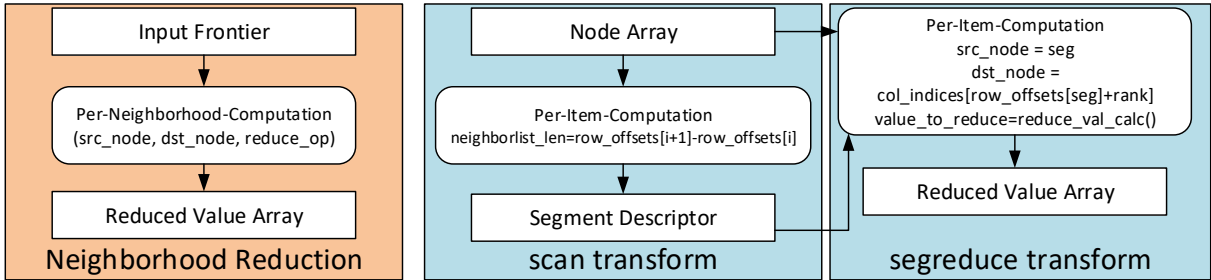 Input Frontier
Per-Neighborhood-Computation
(src_node, dst_node, reduce_op)
Reduced Value Array
Neighborhood Reduction
Node Array
Per-Item-Computation
neighborlist_len=row_offsets[i+1]-row_offsets[i]
Segment Descriptor
scan transform
Per-Item-Computation
src_node = seg
dst_node =
col_indices[row_offsets[seg]+rank]
value_to_reduce=reduce_val_calc()
Reduced Value Array
segreduce transform